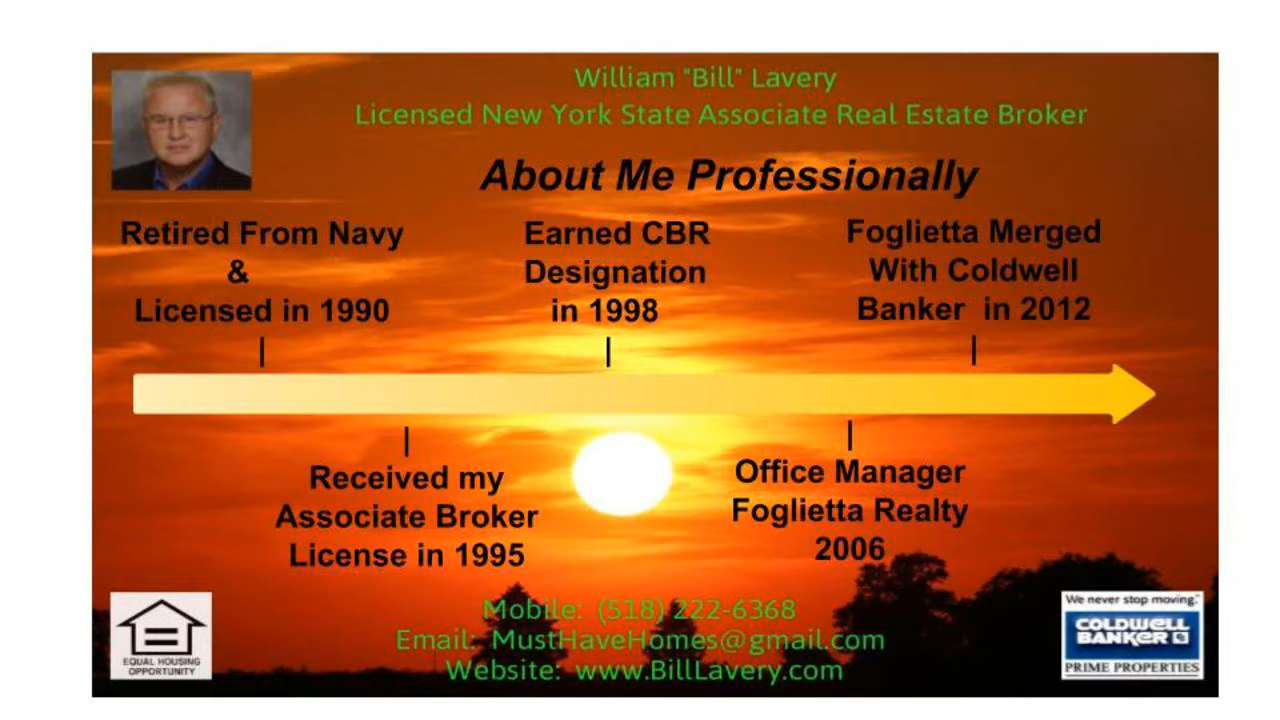 William "Bill" Lavery
Licensed New York State Associate Real Estate Broker
About Me Professionally
Retired From Navy
&
Licensed in 1990
Earned CBR
Designation
in 1998
Foglietta Merged
With Coldwell
Banker in 2012
Received my
Associate Broker
License in 1995
Office Manager
Foglietta Realty
2006
Mobile: (518) 222-6368
Email: MustHaveHomes@gmail.com
Website: www.BillLavery.com
EQUAL HOUSING
OPPORTUNITY
We never stop moving.
COLDWELL
BANKER
PRIME PROPERTIES